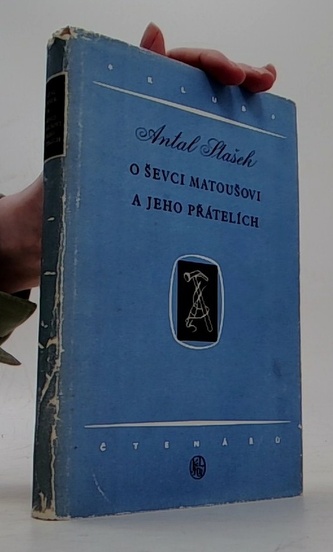 KLUB
Antal Stašek
O ŠEVCI MATOUŠOVI
A JEHO PŘÁTELÍCH
ČTENÁŘŮ